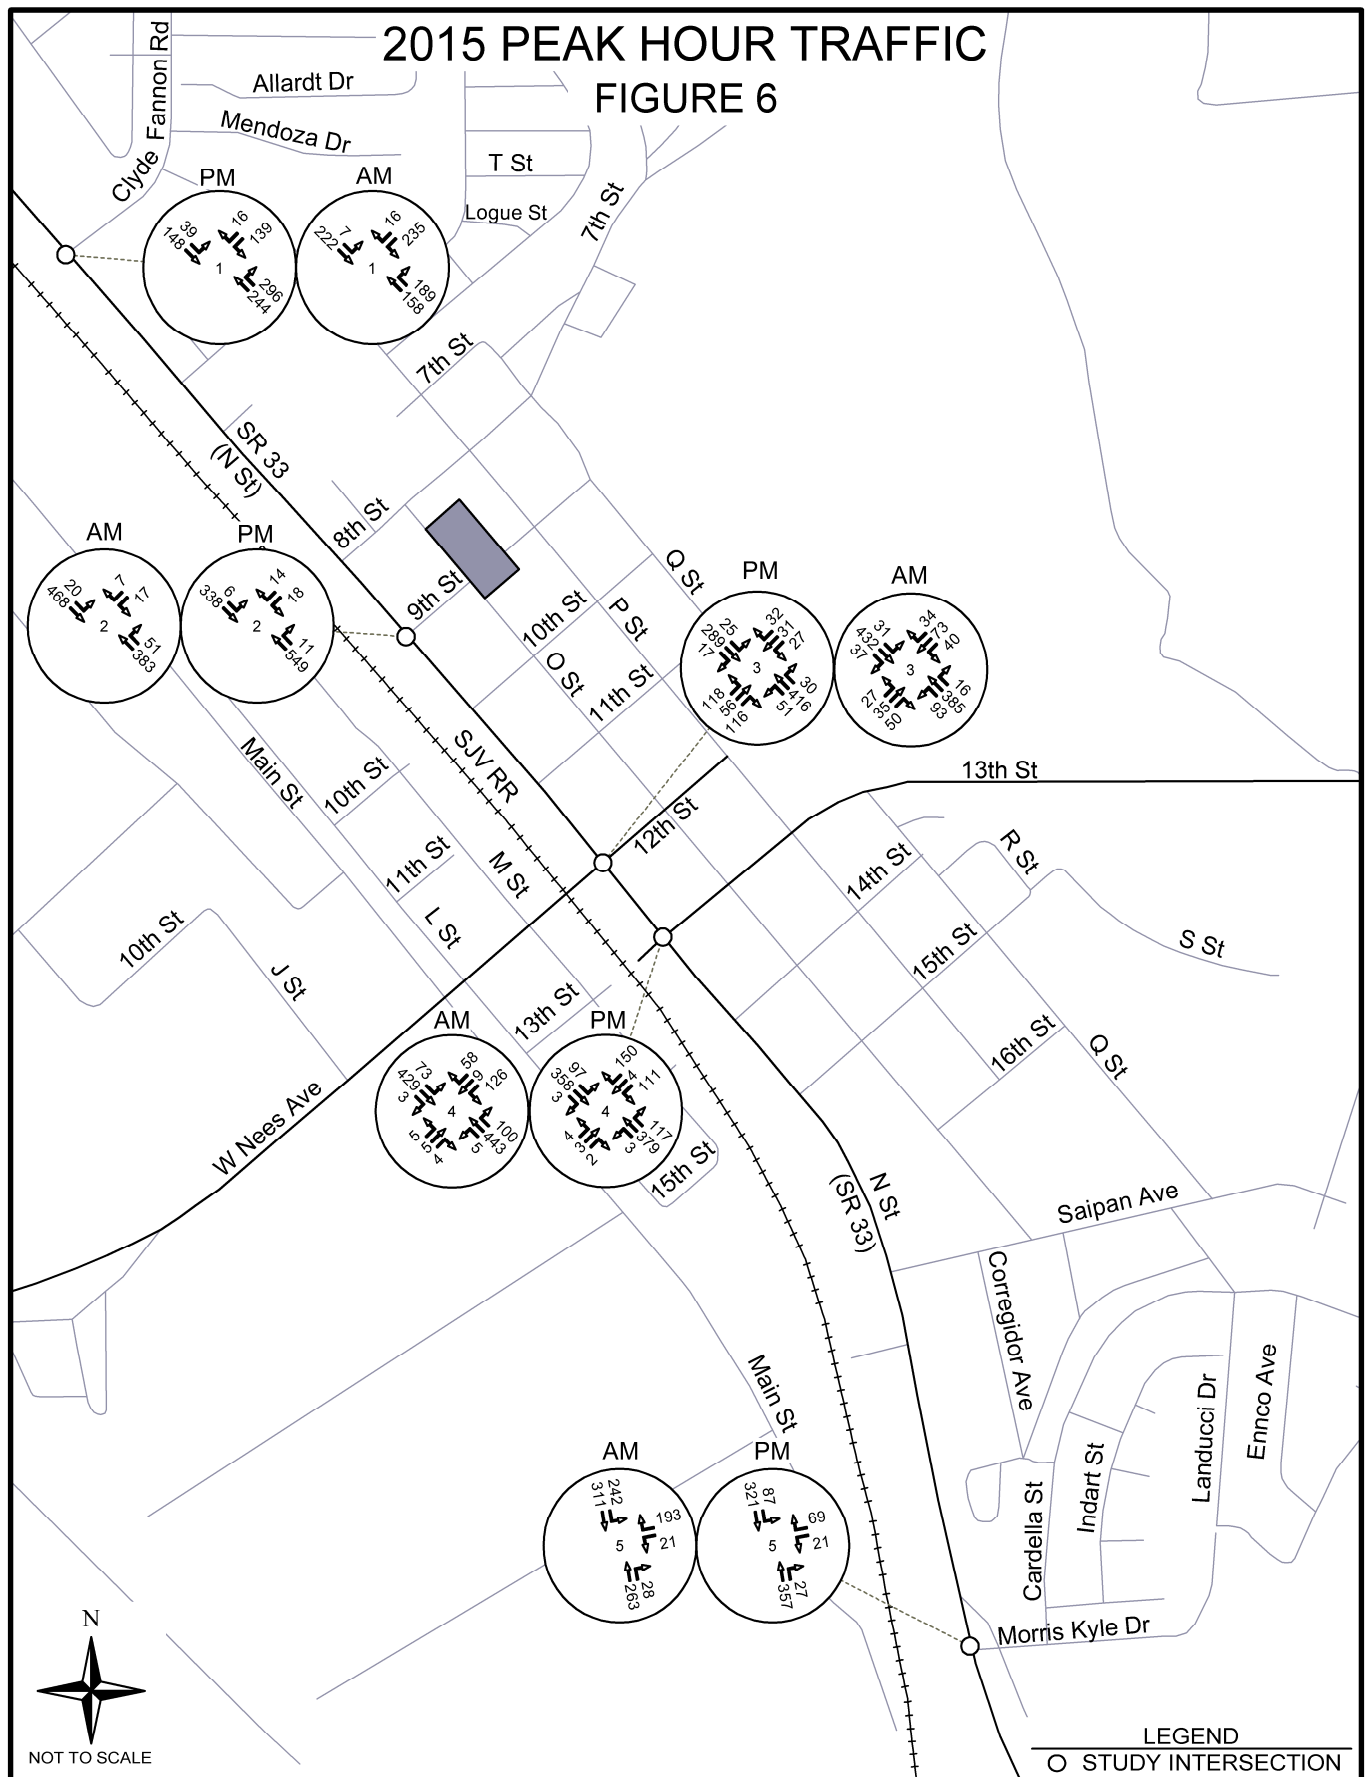 2015 PEAK HOUR TRAFFIC
FIGURE 6
Clyde Fannon Rd
Allardt Dr
Mendoza Dr
T St
Logue St
7th St
PM
39
148
16
139
1
296
244
AM
7
222
16
235
1
189
158
7th St
SR 33
(N St)
8th St
9th St
AM
20
468
7
17
2
51
383
PM
6
338
14
18
2
11
549
Q St
P St
10th St
O St
11th St
PM
25
289
17
32
31
27
3
118
56
116
30
416
51
AM
31
432
37
34
73
40
3
27
35
50
16
385
93
SJV RR
Main St
10th St
11th St
M St
L St
12th St
13th St
14th St
R St
15th St
S St
10th St
J St
13th St
16th St
Q St
AM
73
429
3
58
9
126
4
5
5
4
100
443
5
PM
97
358
3
150
4
111
4
4
3
2
117
379
3
15th St
W Nees Ave
N St
(SR 33)
Saipan Ave
Corregidor Ave
Main St
Landucci Dr
Ennco Ave
Indart St
Cardella St
AM
242
311
193
21
5
28
263
PM
87
321
69
21
5
27
357
Morris Kyle Dr
N
NOT TO SCALE
LEGEND
STUDY INTERSECTION